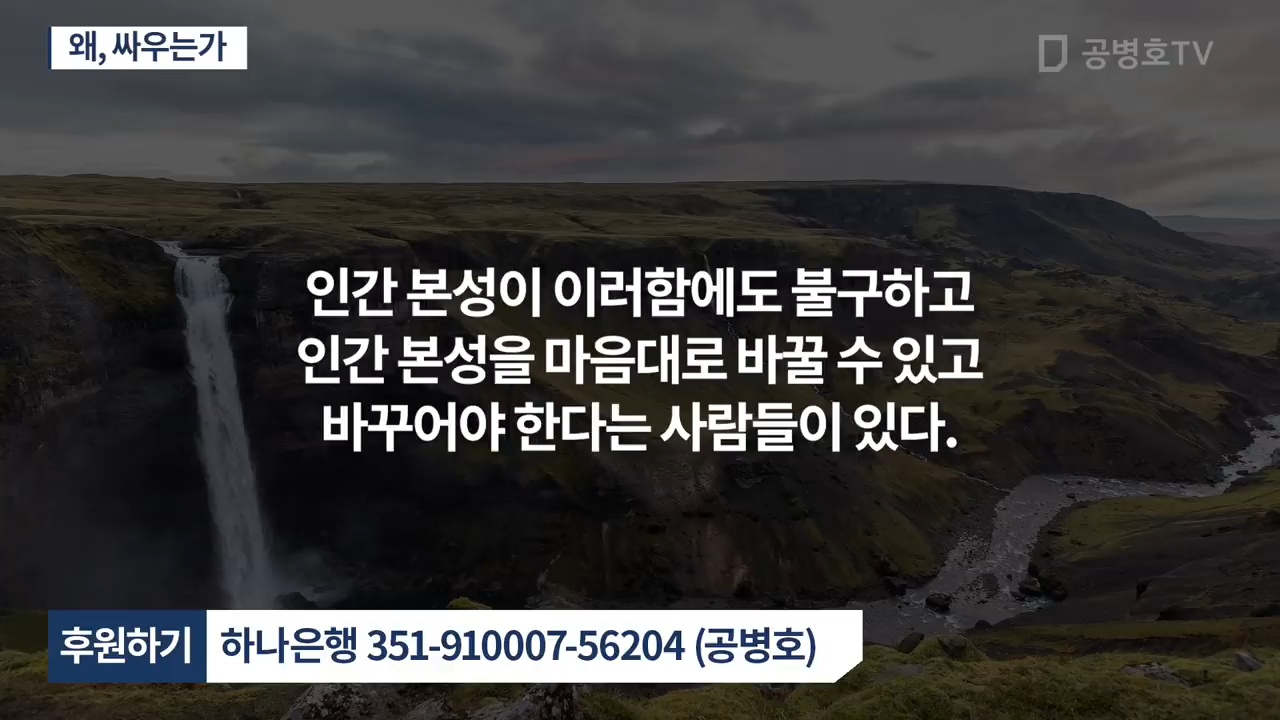 왜, 싸우는가
공병호TV
인간 본성이 이러함에도 불구하고
인간 본성을 마음대로 바꿀 수 있고
바꾸어야 한다는 사람들이 있다.
후원하기 하나은행 351-910007-56204 (공병호)